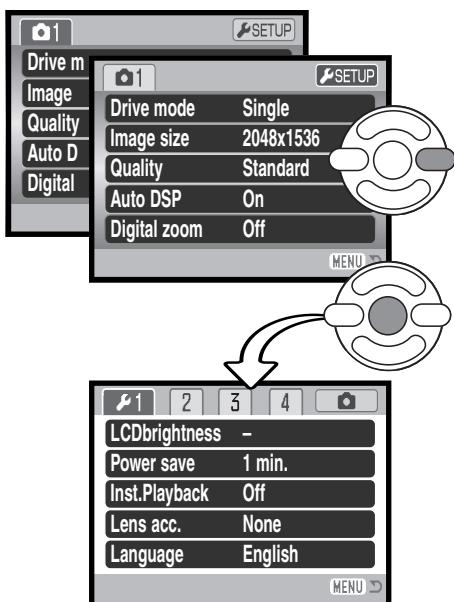 1 SETUP
Drive m
Image
Quality
Auto D
Digital
1 SETUP
Drive mode Single
Image size 2048x1536
Quality Standard
Auto DSP On
Digital zoom Off
MENU
1 2 3 4
LCDbrightness –
Power save 1 min.
Inst.Playback Off
Lens acc. None
Language English
MENU